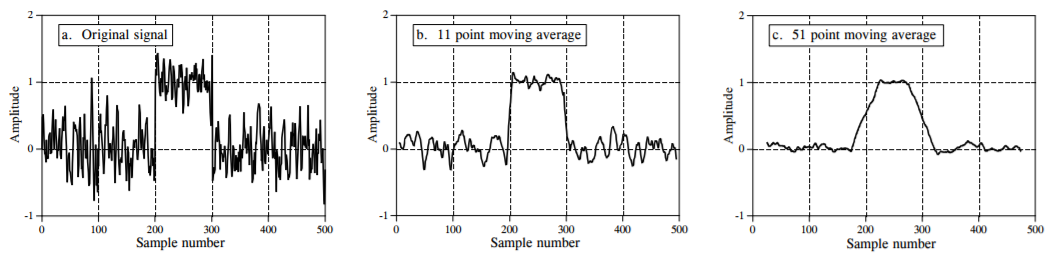 a. Original signal
2
1
0
-1
Amplitude
0 100 200 300 400 500
Sample number
b. 11 point moving average
2
1
0
-1
Amplitude
0 100 200 300 400 500
Sample number
c. 51 point moving average
2
1
0
-1
Amplitude
0 100 200 300 400 500
Sample number